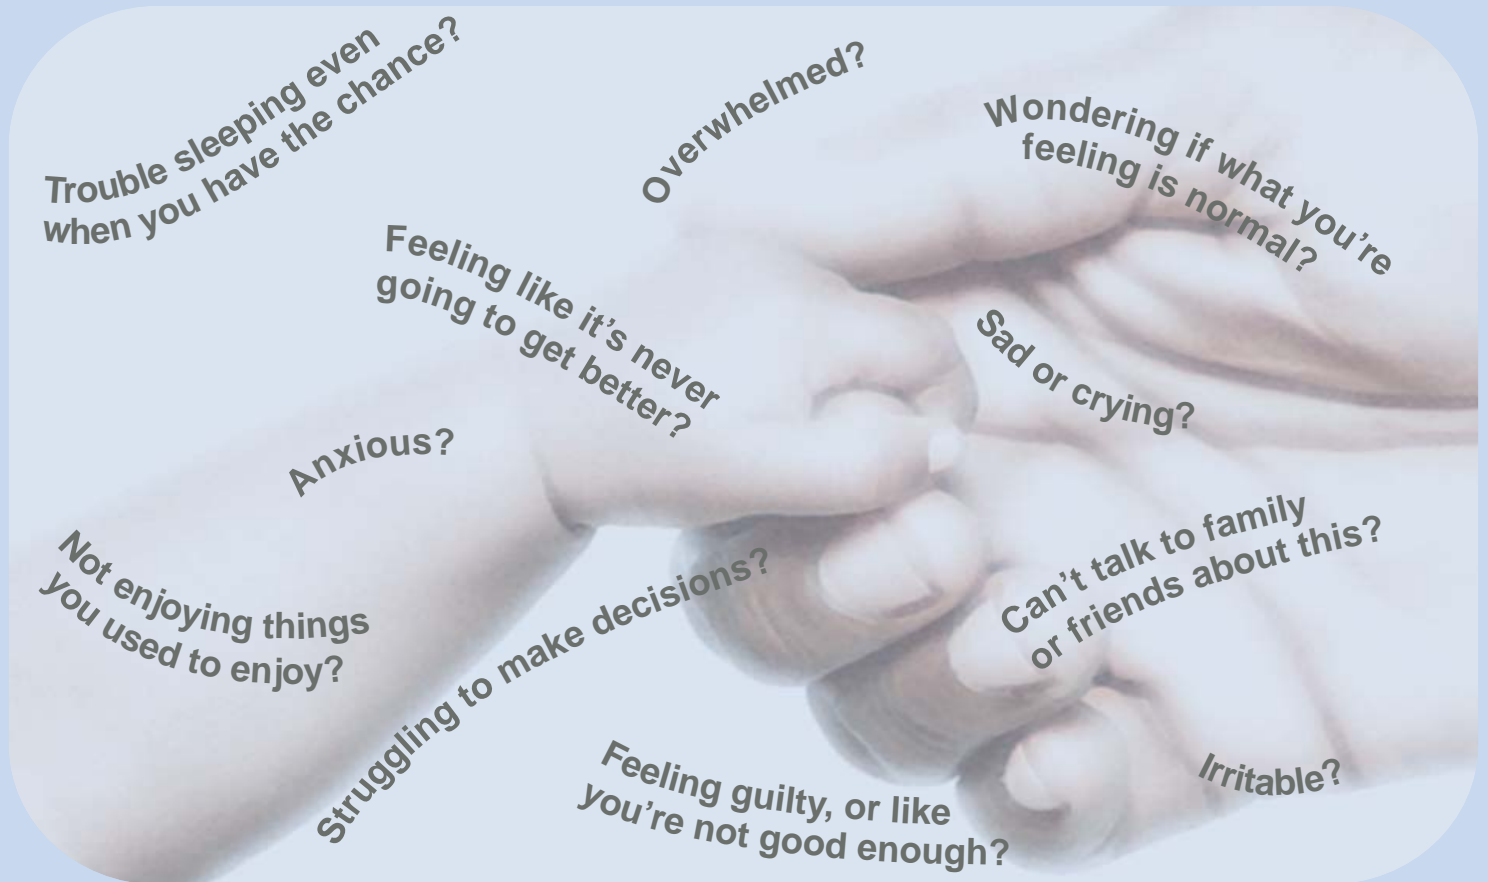 Trouble sleeping even
when you have the chance?
Overwhelmed?
Wondering if what you’re
feeling is normal?
Feeling like it’s never
going to get better?
Sad or crying?
Anxious?
Not enjoying things
you used to enjoy?
Struggling to make decisions?
Can’t talk to family
or friends about this?
Feeling guilty, or like
you’re not good enough?
Irritable?